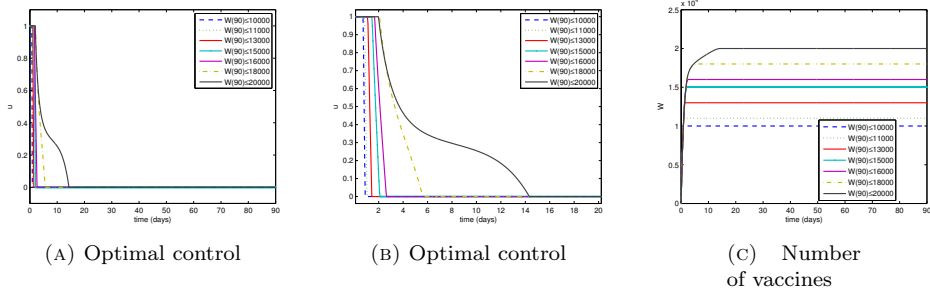 1
0.8
0.6
0.4
0.2
0
u
0 10 20 30 40 50 60 70 80 90
time (days)
W(90)≤10000
W(90)≤11000
W(90)≤13000
W(90)≤15000
W(90)≤16000
W(90)≤18000
W(90)≤20000
(A) Optimal control
1
0.9
0.8
0.7
0.6
0.5
0.4
0.3
0.2
0.1
0
u
2 4 6 8 10 12 14 16 18 20
time (days)
W(90)≤10000
W(90)≤11000
W(90)≤13000
W(90)≤15000
W(90)≤16000
W(90)≤18000
W(90)≤20000
(B) Optimal control
2.5
2
1.5
1
0.5
0
W
0 10 20 30 40 50 60 70 80 90
time (days)
W(90)≤10000
W(90)≤11000
W(90)≤13000
W(90)≤15000
W(90)≤16000
W(90)≤18000
W(90)≤20000
(C) Number
of vaccines